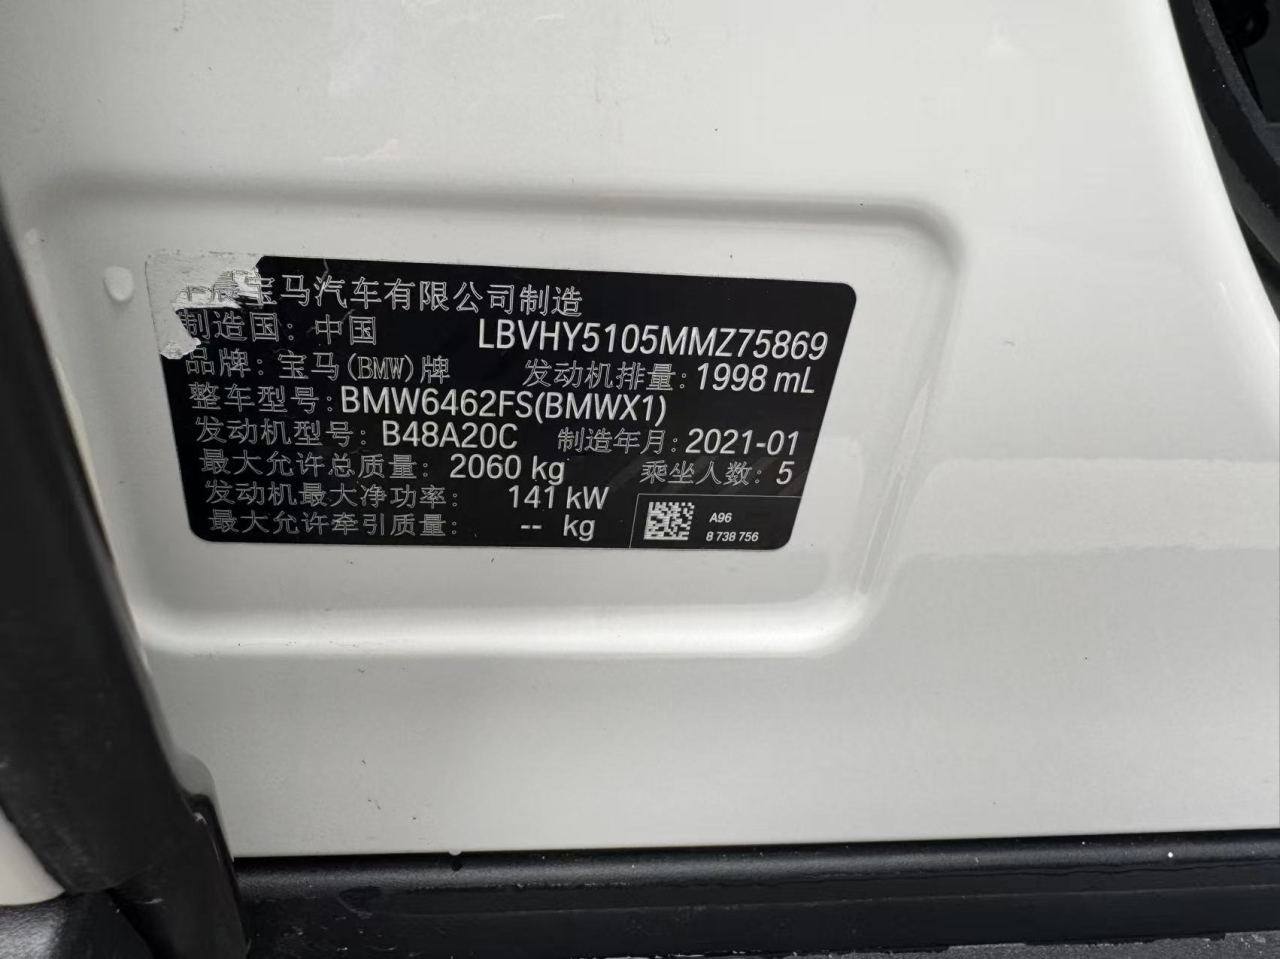 华晨宝马汽车有限公司制造
制造国：中国 LBVHY5105MMZ75869
品牌：宝马(BMW)牌 发动机排量：1998 mL
整车型号：BMW6462FS(BMWX1)
发动机型号：B48A20C 制造年月：2021-01
最大允许总质量：2060 kg 乘坐人数：5
发动机最大净功率：141 kW
最大允许牵引质量：-- kg
A96
8 738 756